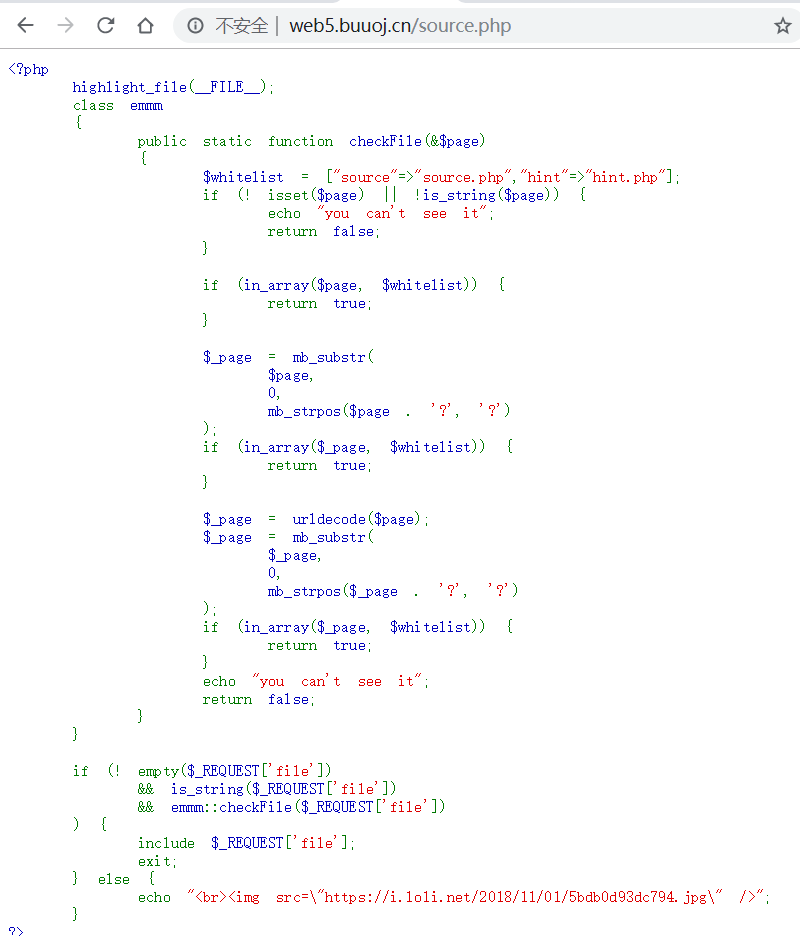 不安全 | web5.buuoj.cn/source.php
<?php
highlight_file(__FILE__);
class emmm
{
public static function checkFile(&$page)
{
$whitelist = ["source"=>"source.php","hint"=>"hint.php"];
if (! isset($page) || !is_string($page)) {
echo "you can't see it";
return false;
}
if (in_array($page, $whitelist)) {
return true;
}
$_page = mb_substr(
$page,
0,
mb_strpos($page . '?', '?')
);
if (in_array($_page, $whitelist)) {
return true;
}
$_page = urldecode($page);
$_page = mb_substr(
$_page,
0,
mb_strpos($_page . '?', '?')
);
if (in_array($_page, $whitelist)) {
return true;
}
echo "you can't see it";
return false;
}
}
if (! empty($_REQUEST['file'])
&& is_string($_REQUEST['file'])
&& emmm::checkFile($_REQUEST['file'])
) {
include $_REQUEST['file'];
exit;
} else {
echo "<br><img src=\"https://i.loli.net/2018/11/01/5bdb0d93dc794.jpg\" />";
}
?>